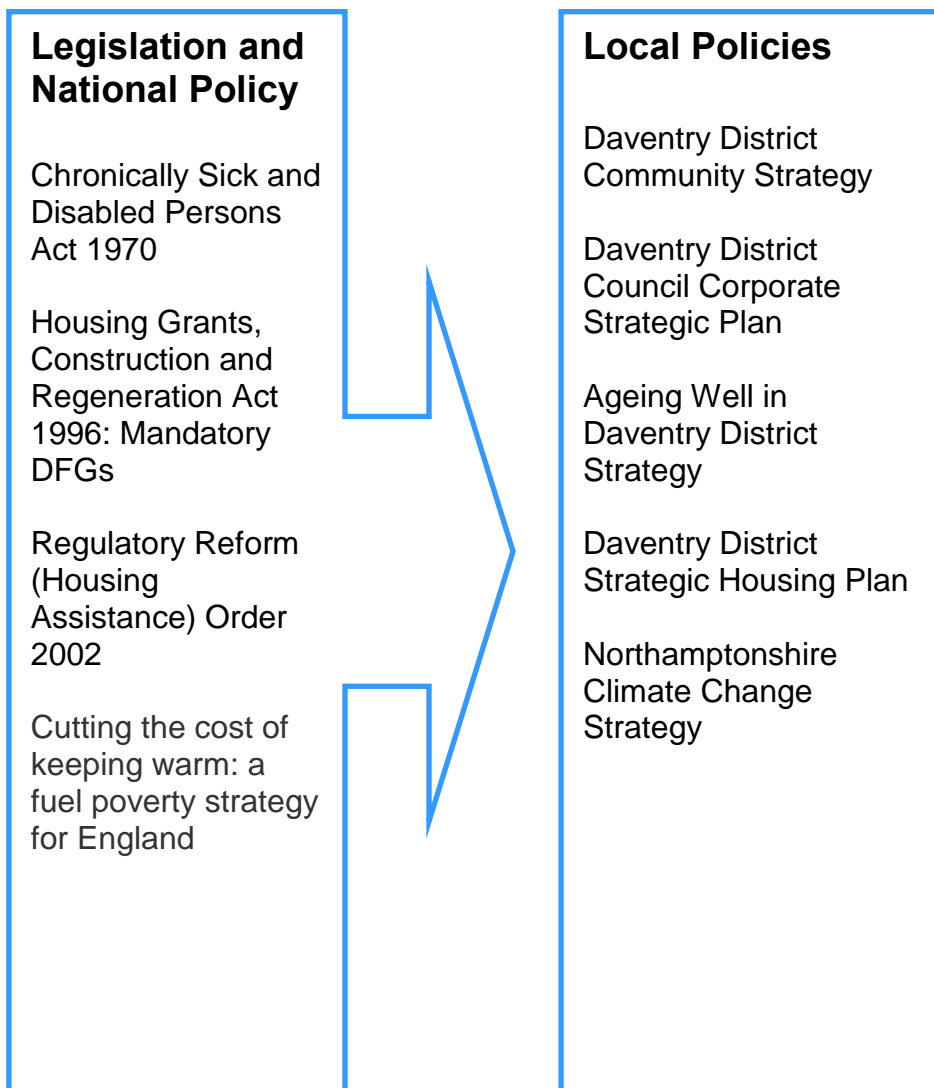 Legislation and
National Policy
Chronically Sick and
Disabled Persons
Act 1970
Housing Grants,
Construction and
Regeneration Act
1996: Mandatory
DFGs
Regulatory Reform
(Housing
Assistance) Order
2002
Cutting the cost of
keeping warm: a
fuel poverty strategy
for England
Local Policies
Daventry District
Community Strategy
Daventry District
Council Corporate
Strategic Plan
Ageing Well in
Daventry District
Strategy
Daventry District
Strategic Housing Plan
Northamptonshire
Climate Change
Strategy